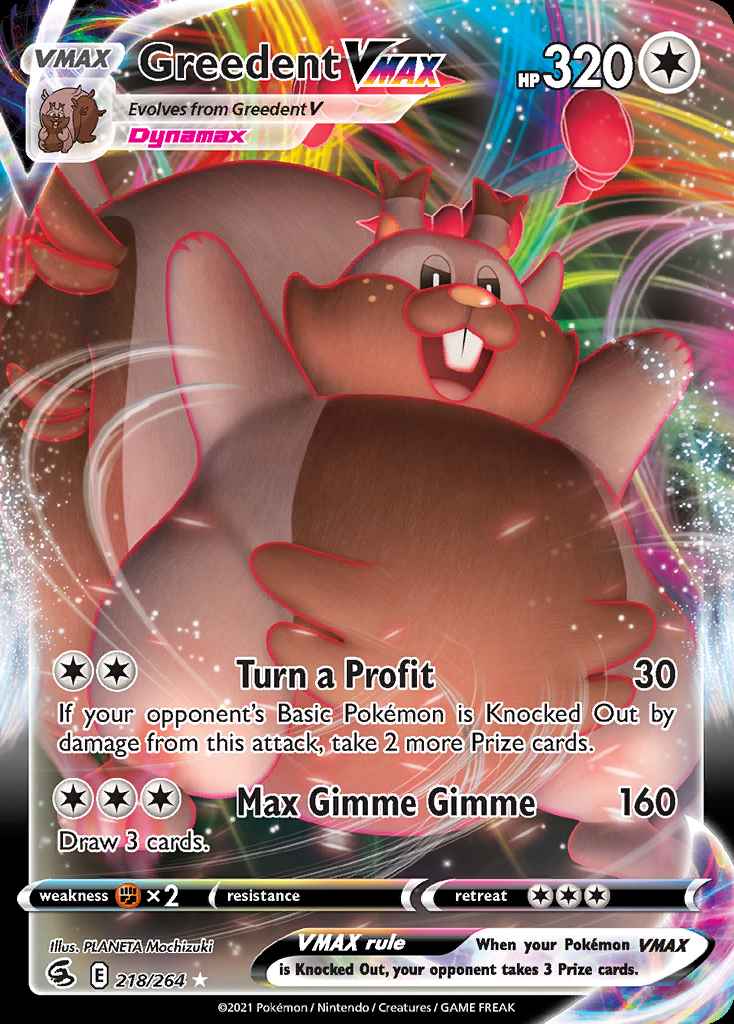 VMAX
Greedent VMAX
HP 320
Evolves from Greedent V
Dynamax
Turn a Profit 30
If your opponent's Basic Pokémon is Knocked Out by
damage from this attack, take 2 more Prize cards.
Max Gimme Gimme 160
Draw 3 cards.
weakness ×2 resistance retreat
Illus. PLANETA Mochizuki
VMAX rule When your Pokémon VMAX
is Knocked Out, your opponent takes 3 Prize cards.
E 218/264 ★
©2021 Pokémon / Nintendo / Creatures / GAME FREAK